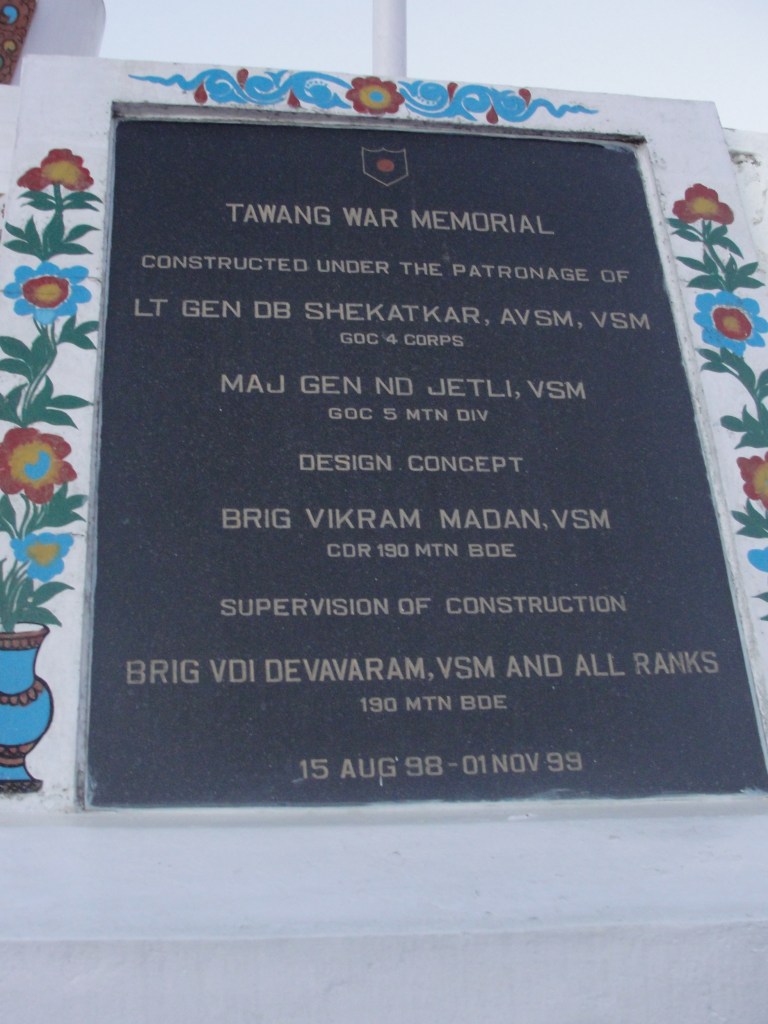 TAWANG WAR MEMORIAL
CONSTRUCTED UNDER THE PATRONAGE OF
LT GEN DB SHEKATKAR, AVSM, VSM
GOC 4 CORPS
MAJ GEN ND JETLI, VSM
GOC 5 MTN DIV
DESIGN CONCEPT
BRIG VIKRAM MADAN, VSM
CDR 190 MTN BDE
SUPERVISION OF CONSTRUCTION
BRIG VDI DEVAVARAM, VSM AND ALL RANKS
190 MTN BDE
15 AUG 98 - 01 NOV 99